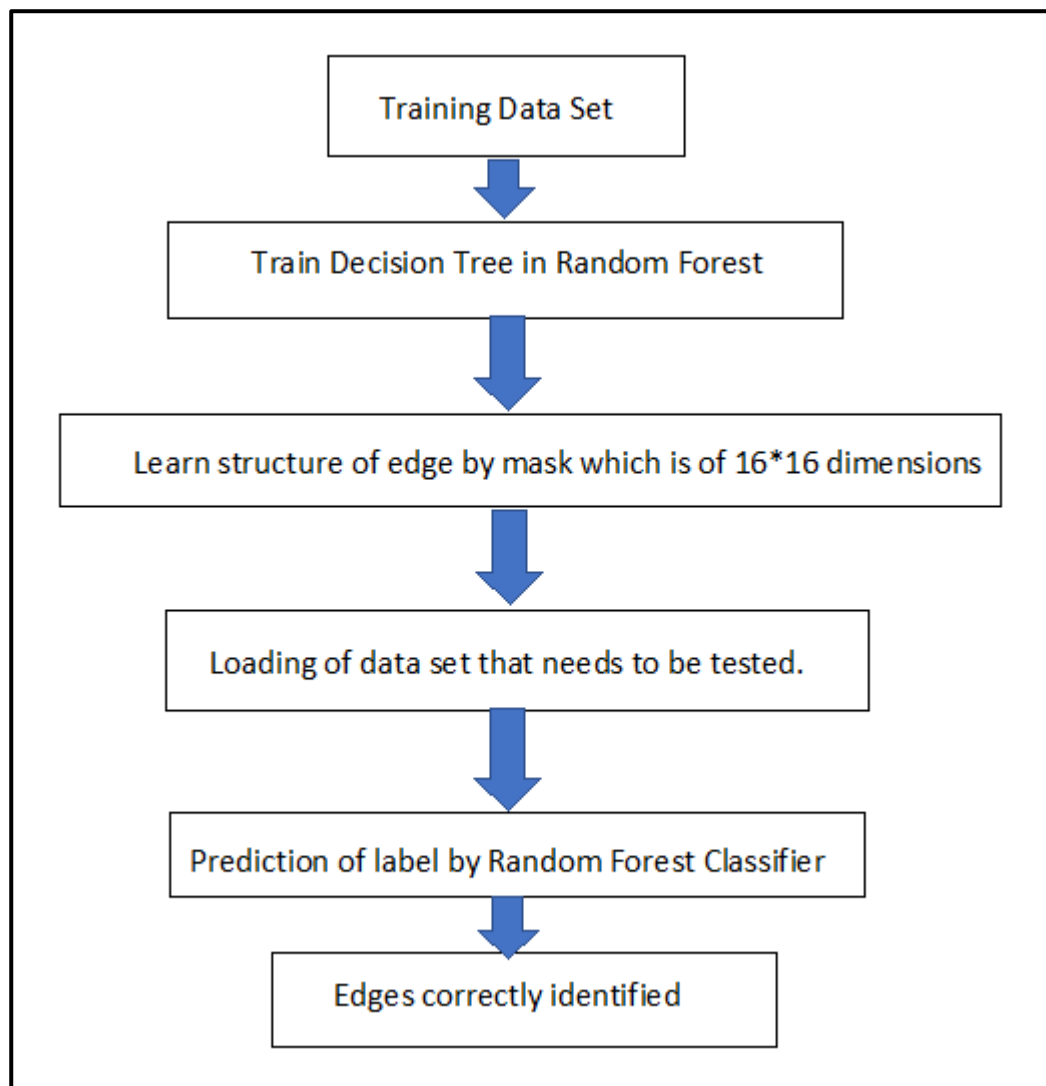 Training Data Set
Train Decision Tree in Random Forest
Learn structure of edge by mask which is of 16*16 dimensions
Loading of data set that needs to be tested.
Prediction of label by Random Forest Classifier
Edges correctly identified